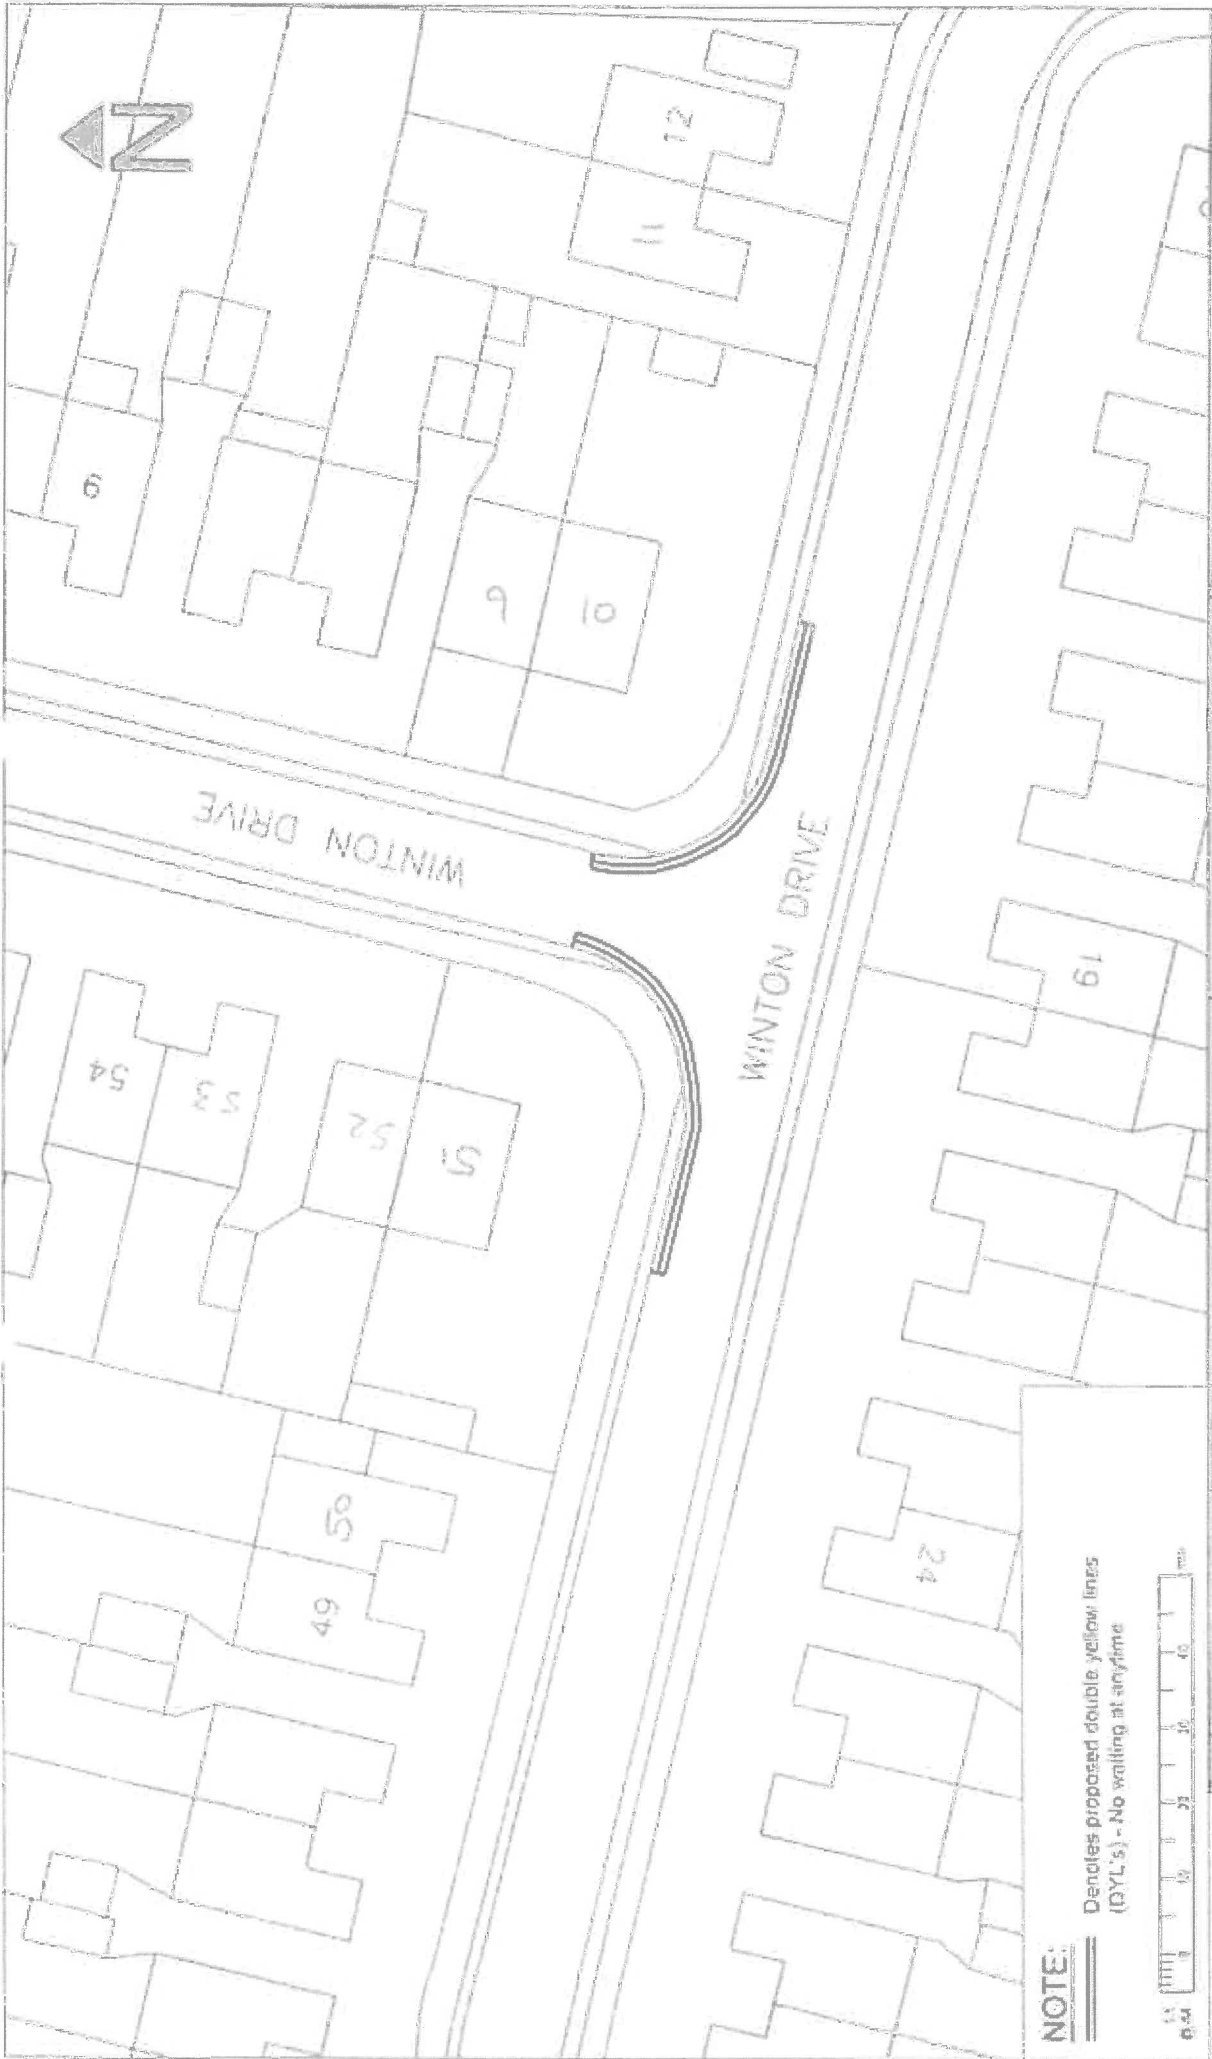 N
12
11
6
9
10
WINTON DRIVE
WINTON DRIVE
54
53
52
51
50
49
19
24
NOTE:
Denotes proposed double yellow lines
(DYL's) - No waiting at anytime